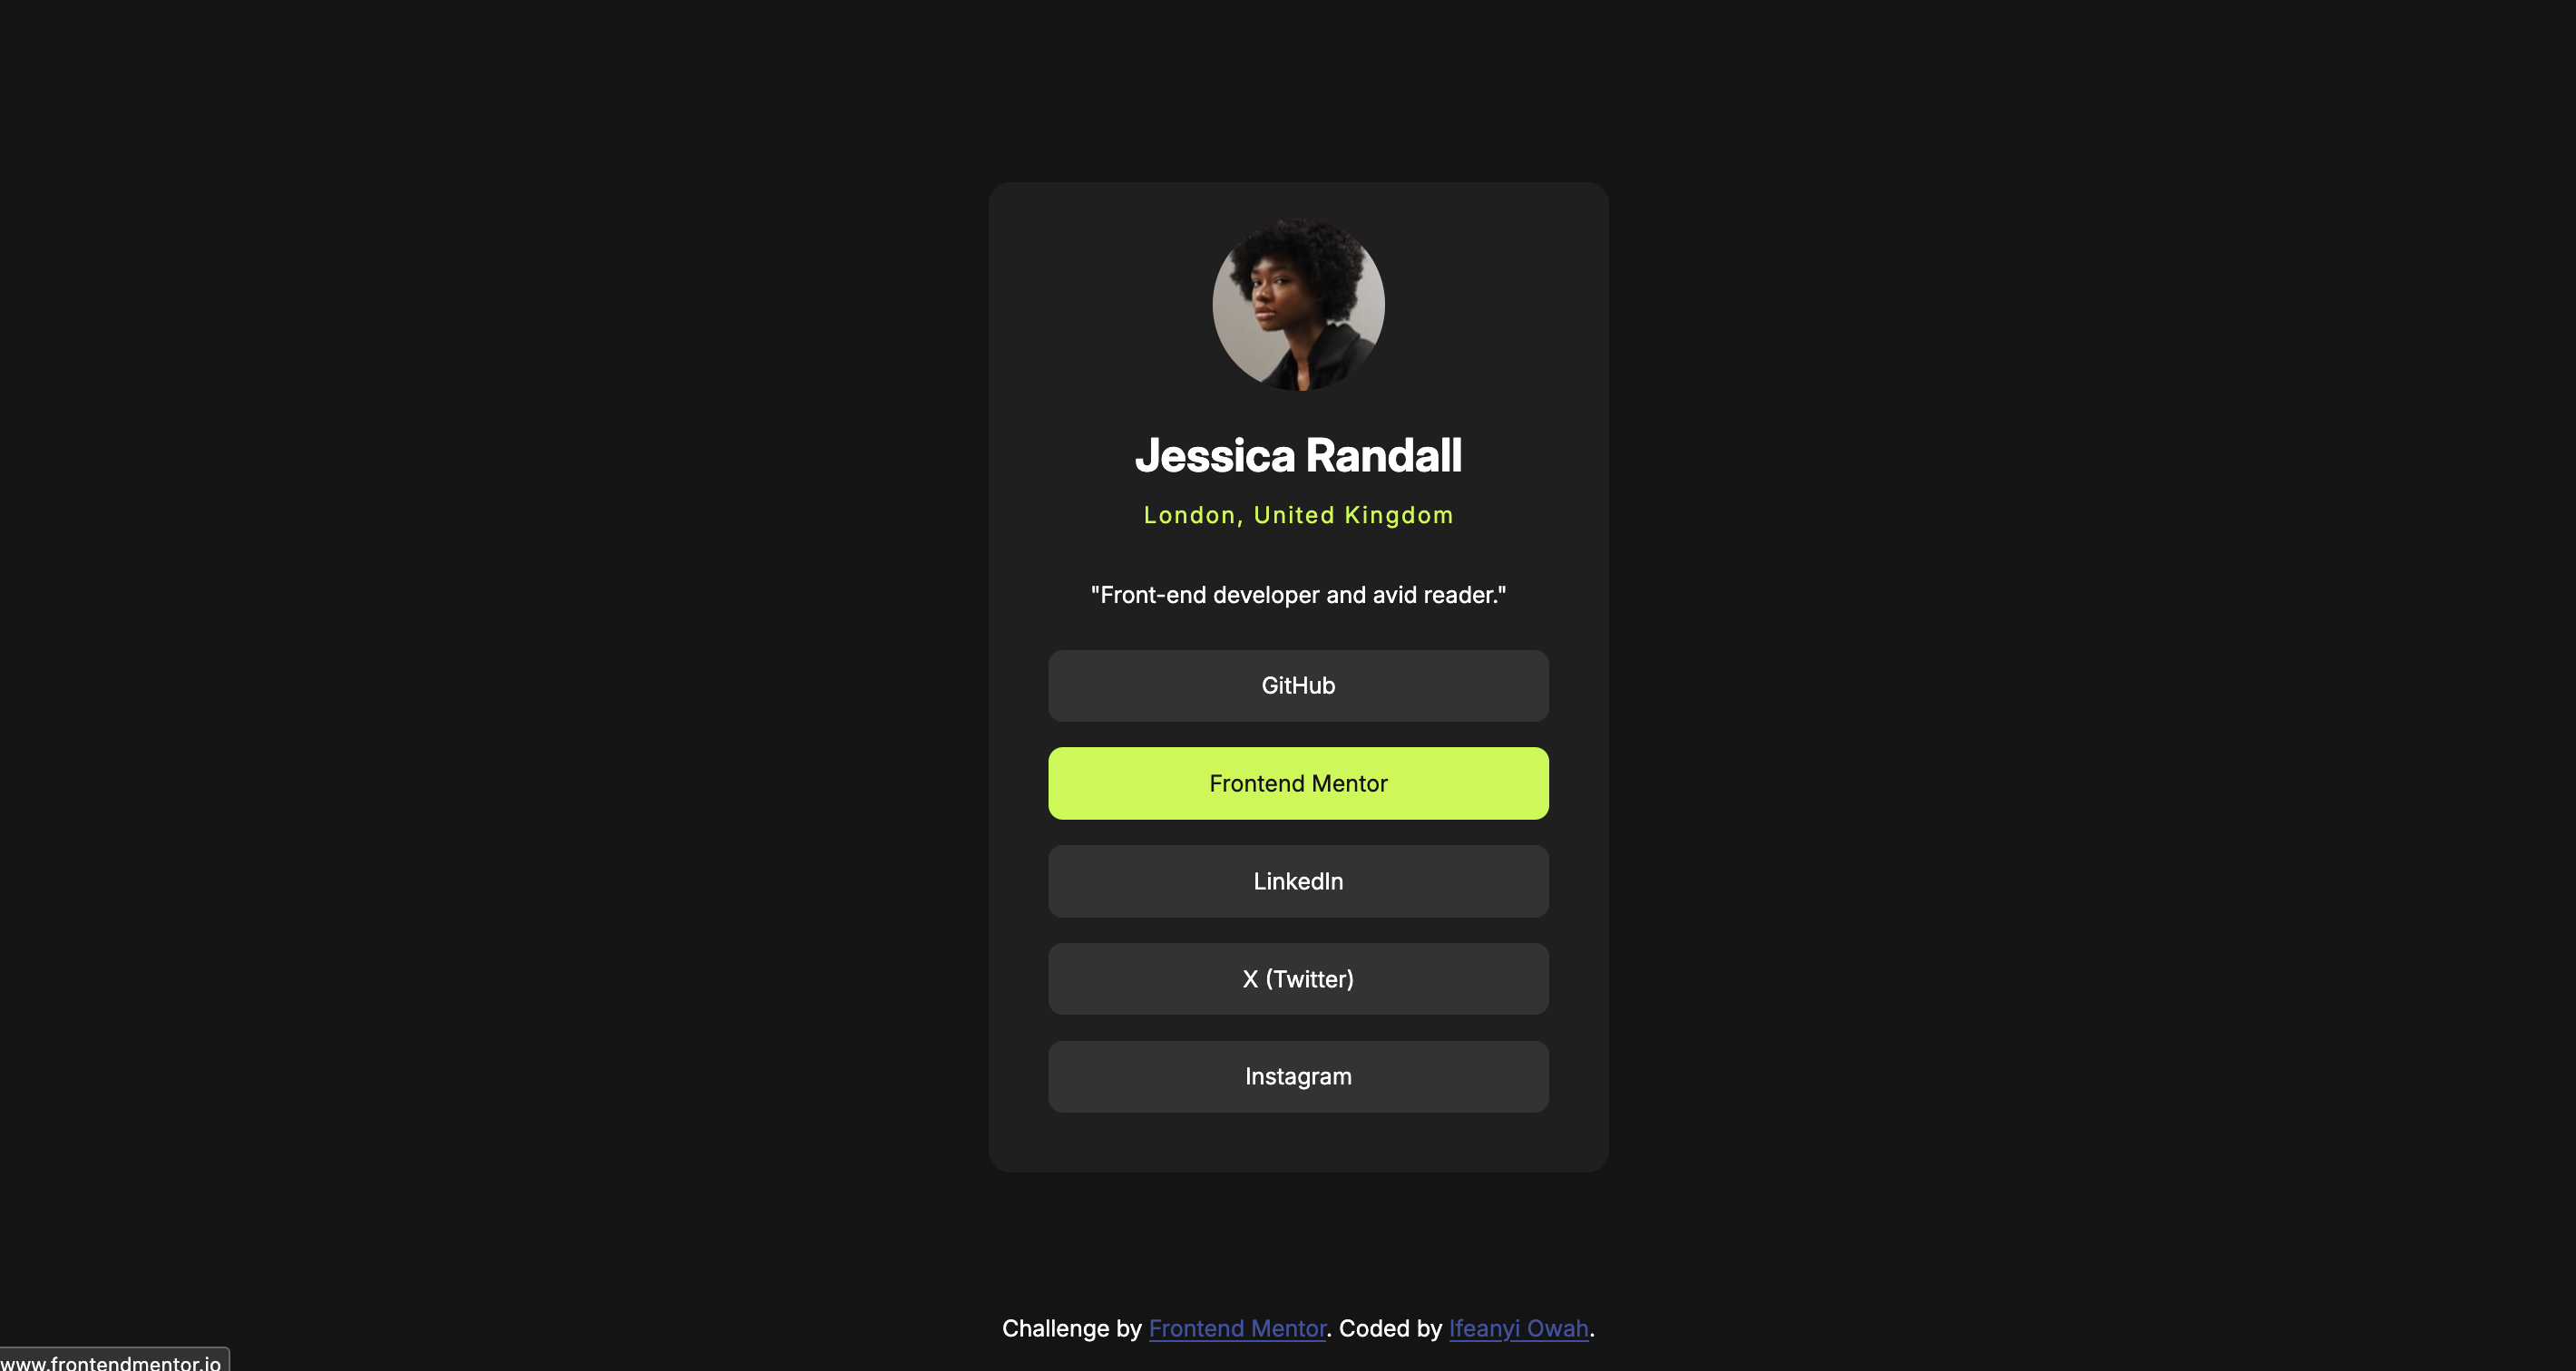 Jessica Randall
London, United Kingdom
"Front-end developer and avid reader."
GitHub
Frontend Mentor
LinkedIn
X (Twitter)
Instagram
Challenge by Frontend Mentor. Coded by Ifeanyi Owah.
www.frontendmentor.io